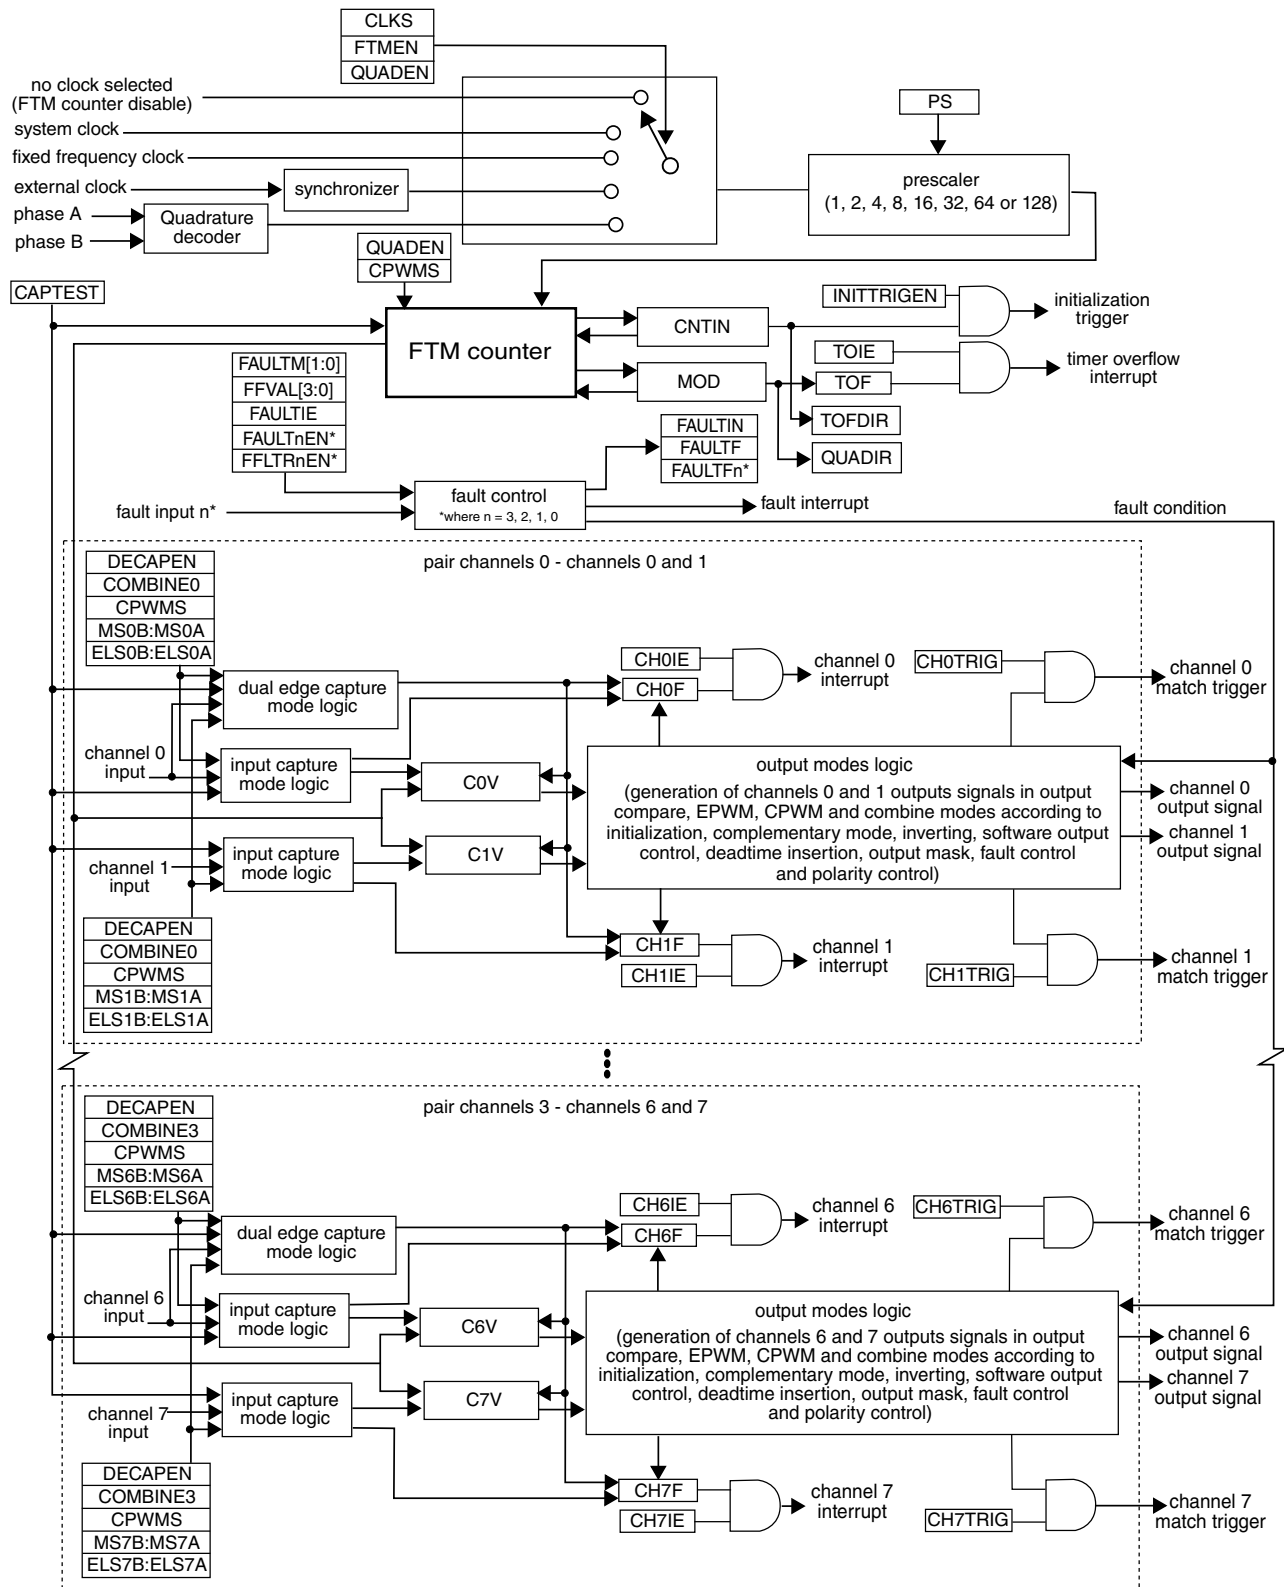 CLKS
FTMEN
QUADEN
no clock selected
(FTM counter disable)
system clock
fixed frequency clock
external clock
synchronizer
phase A
phase B
Quadrature
decoder
PS
prescaler
(1, 2, 4, 8, 16, 32, 64 or 128)
QUADEN
CPWMS
CAPTEST
FTM counter
CNTIN
MOD
INITTRIGEN
initialization
trigger
TOIE
TOF
timer overflow
interrupt
TOFDIR
QUADIR
FAULTM[1:0]
FFVAL[3:0]
FAULTIE
FAULTnEN*
FFLTRnEN*
FAULTIN
FAULTF
FAULTFn*
fault input n*
fault control
*where n = 3, 2, 1, 0
fault interrupt
fault condition
pair channels 0 - channels 0 and 1
DECAPEN
COMBINE0
CPWMS
MS0B:MS0A
ELS0B:ELS0A
dual edge capture
mode logic
channel 0
input
input capture
mode logic
C0V
C1V
channel 1
input
input capture
mode logic
DECAPEN
COMBINE0
CPWMS
MS1B:MS1A
ELS1B:ELS1A
CH0IE
CH0F
channel 0
interrupt
CH0TRIG
channel 0
match trigger
output modes logic
(generation of channels 0 and 1 outputs signals in output
compare, EPWM, CPWM and combine modes according to
initialization, complementary mode, inverting, software output
control, deadtime insertion, output mask, fault control
and polarity control)
channel 0
output signal
channel 1
output signal
CH1F
CH1IE
channel 1
interrupt
CH1TRIG
channel 1
match trigger
pair channels 3 - channels 6 and 7
DECAPEN
COMBINE3
CPWMS
MS6B:MS6A
ELS6B:ELS6A
dual edge capture
mode logic
channel 6
input
input capture
mode logic
C6V
C7V
channel 7
input
input capture
mode logic
DECAPEN
COMBINE3
CPWMS
MS7B:MS7A
ELS7B:ELS7A
CH6IE
CH6F
channel 6
interrupt
CH6TRIG
channel 6
match trigger
output modes logic
(generation of channels 6 and 7 outputs signals in output
compare, EPWM, CPWM and combine modes according to
initialization, complementary mode, inverting, software output
control, deadtime insertion, output mask, fault control
and polarity control)
channel 6
output signal
channel 7
output signal
CH7F
CH7IE
channel 7
interrupt
CH7TRIG
channel 7
match trigger